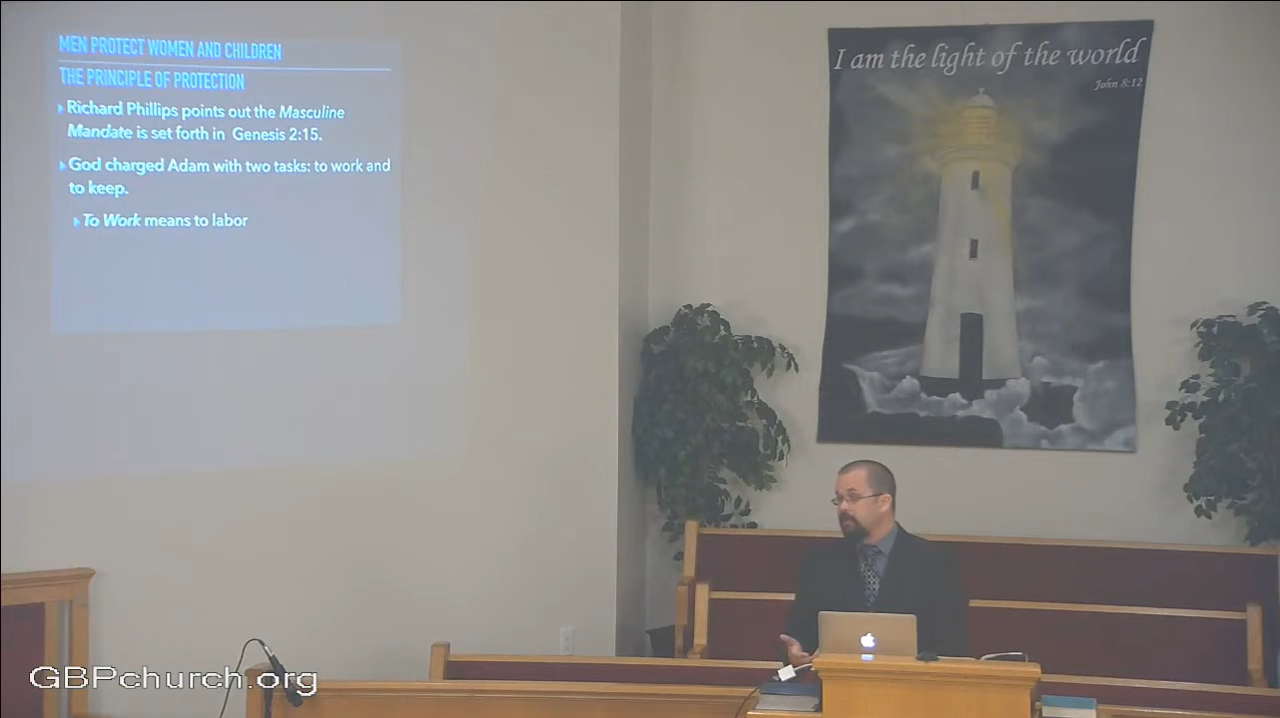 MEN PROTECT WOMEN AND CHILDREN
THE PRINCIPLE OF PROTECTION
Richard Phillips points out the Masculine
Mandate is set forth in Genesis 2:15.
God charged Adam with two tasks: to work and
to keep.
To Work means to labor
I am the light of the world
John 8:12
GBPchurch.org